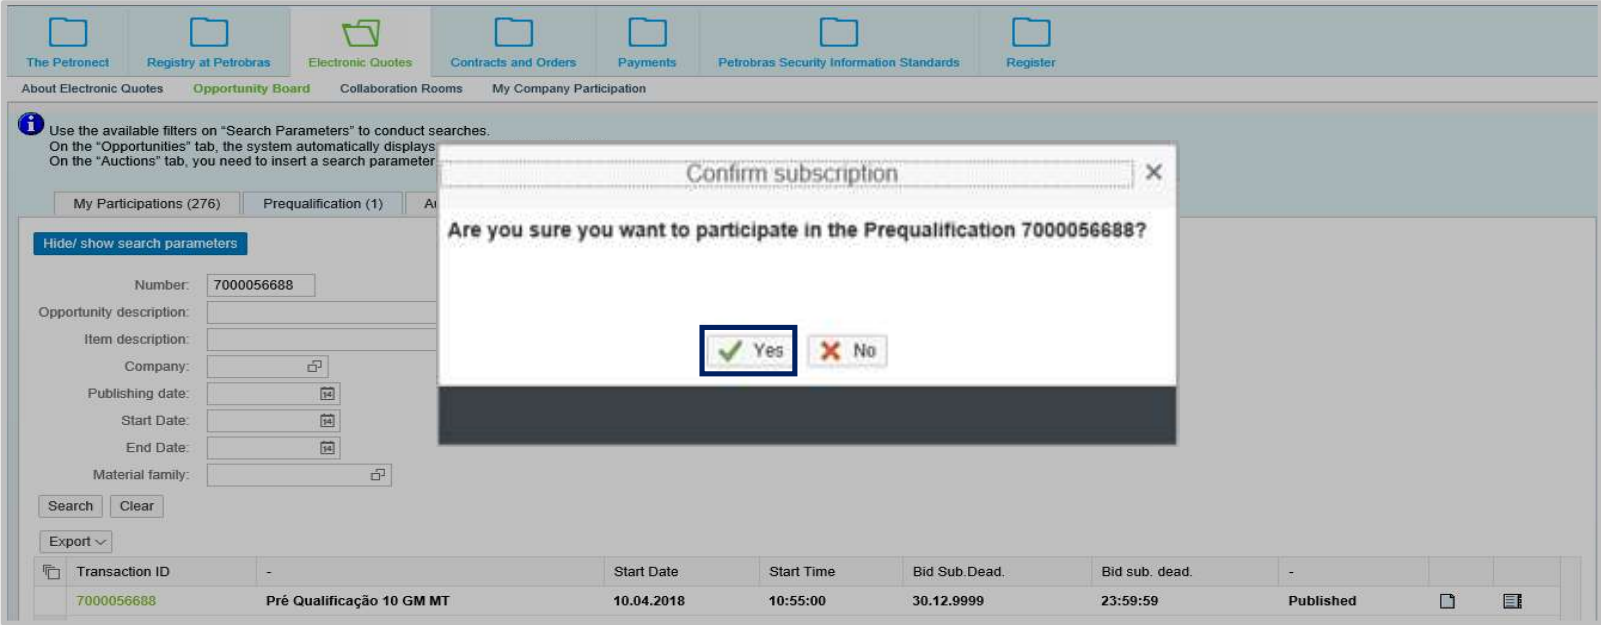 The Petronect Registry at Petrobras Electronic Quotes Contracts and Orders Payments Petrobras Security Information Standards Register
About Electronic Quotes Opportunity Board Collaboration Rooms My Company Participation
Use the available filters on “Search Parameters” to conduct searches.
On the “Opportunities” tab, the system automatically displays
On the “Auctions” tab, you need to insert a search parameter
My Participations (276) Prequalification (1)
Confirm subscription
Are you sure you want to participate in the Prequalification 7000056688?
Yes No
Hide/ show search parameters
Number: 7000056688
Opportunity description:
Item description:
Company:
Publishing date:
Start Date:
End Date:
Material family:
Search Clear
Export
Transaction ID - Start Date Start Time Bid Sub.Dead. Bid sub. dead. -
7000056688 Pré Qualificação 10 GM MT 10.04.2018 10:55:00 30.12.9999 23:59:59 Published